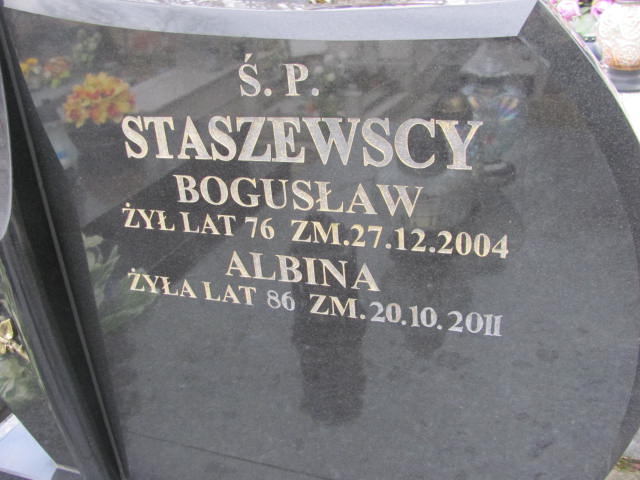 Ś. P.
STASZEWSCY
BOGUSŁAW
ŻYŁ LAT 76 ZM.27.12.2004
ALBINA
ŻYŁA LAT 86 ZM.20.10.2011